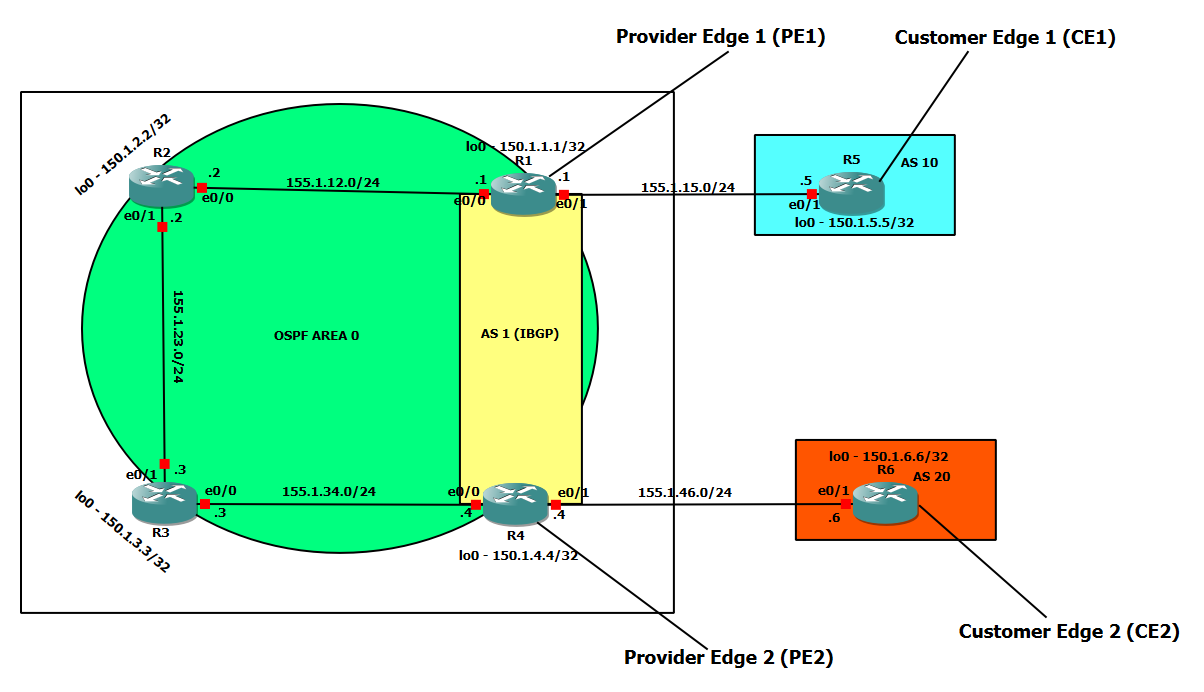 Provider Edge 1 (PE1)
Customer Edge 1 (CE1)
lo0 - 150.1.2.2/32
R2
.2
e0/0
e0/1
.2
155.1.12.0/24
lo0 - 150.1.1.1/32
R1
.1
e0/0
.1
e0/1
155.1.15.0/24
R5
AS 10
.5
e0/1
lo0 - 150.1.5.5/32
155.1.23.0/24
OSPF AREA 0
AS 1 (IBGP)
e0/1
.3
e0/0
.3
R3
lo0 - 150.1.3.3/32
155.1.34.0/24
e0/0
.4
e0/1
.4
R4
lo0 - 150.1.4.4/32
155.1.46.0/24
lo0 - 150.1.6.6/32
R6
AS 20
e0/1
.6
Customer Edge 2 (CE2)
Provider Edge 2 (PE2)